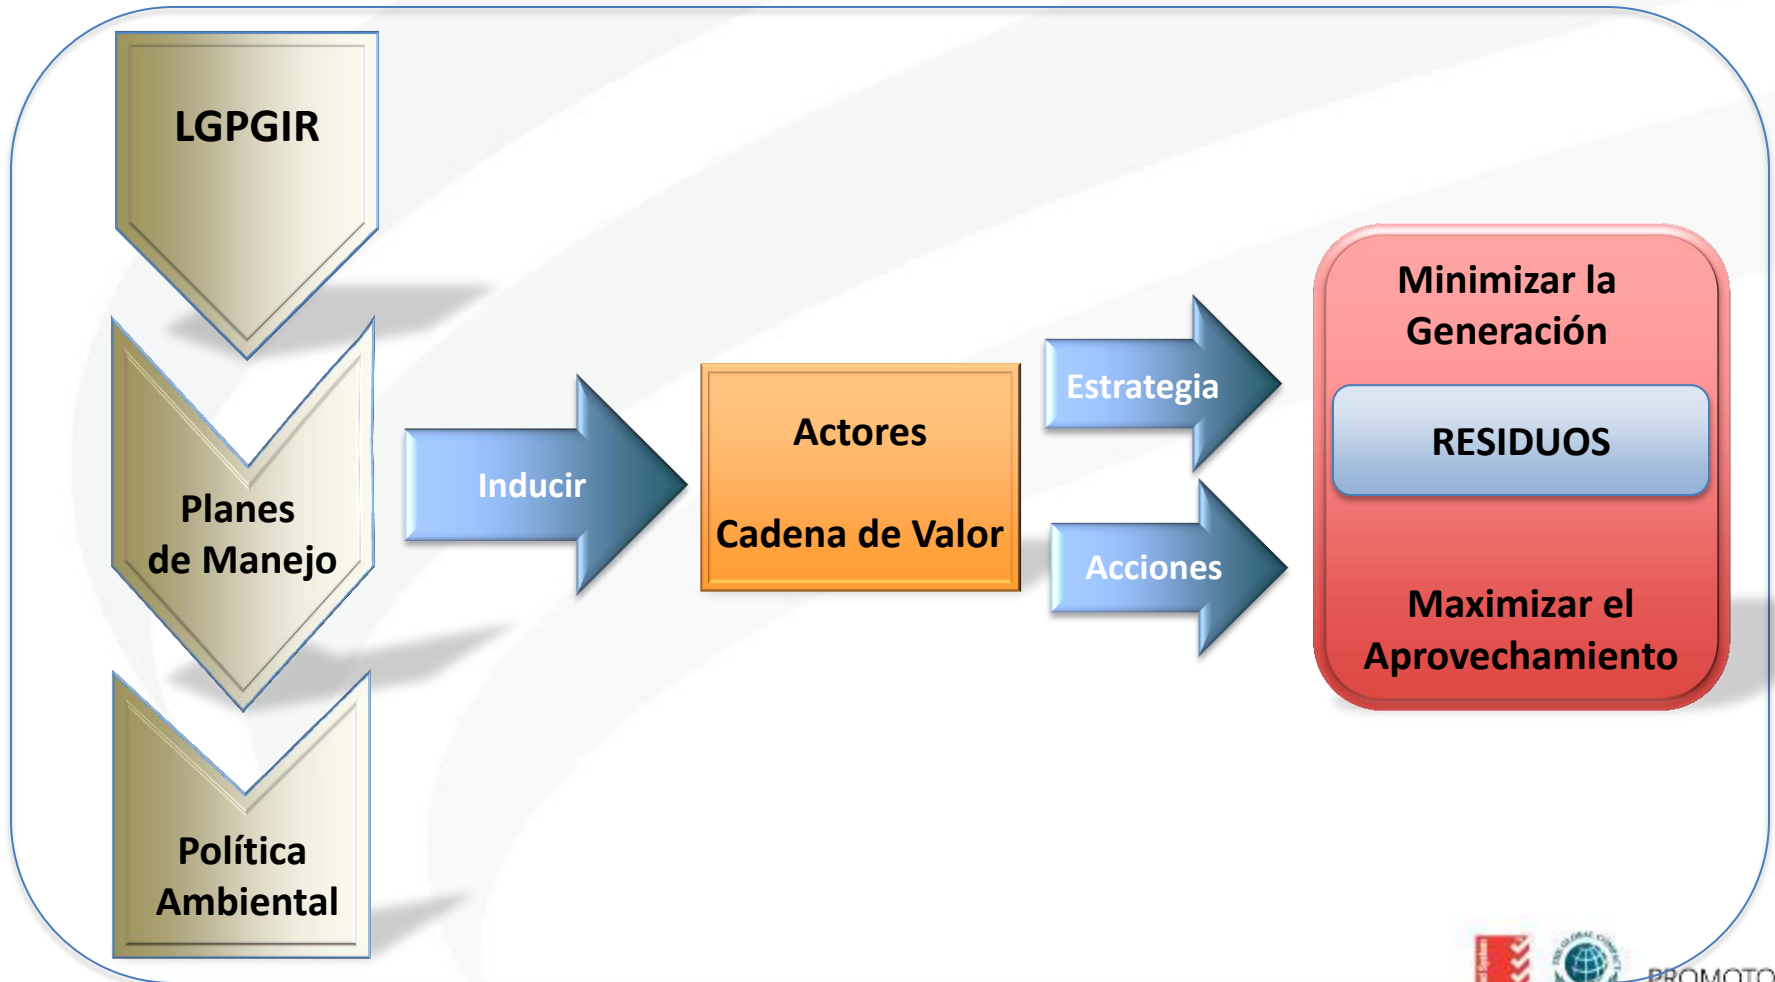 LGPGIR
Planes
de Manejo
Política
Ambiental
Inducir
Actores
Cadena de Valor
Estrategia
Acciones
Minimizar la
Generación
RESIDUOS
Maximizar el
Aprovechamiento